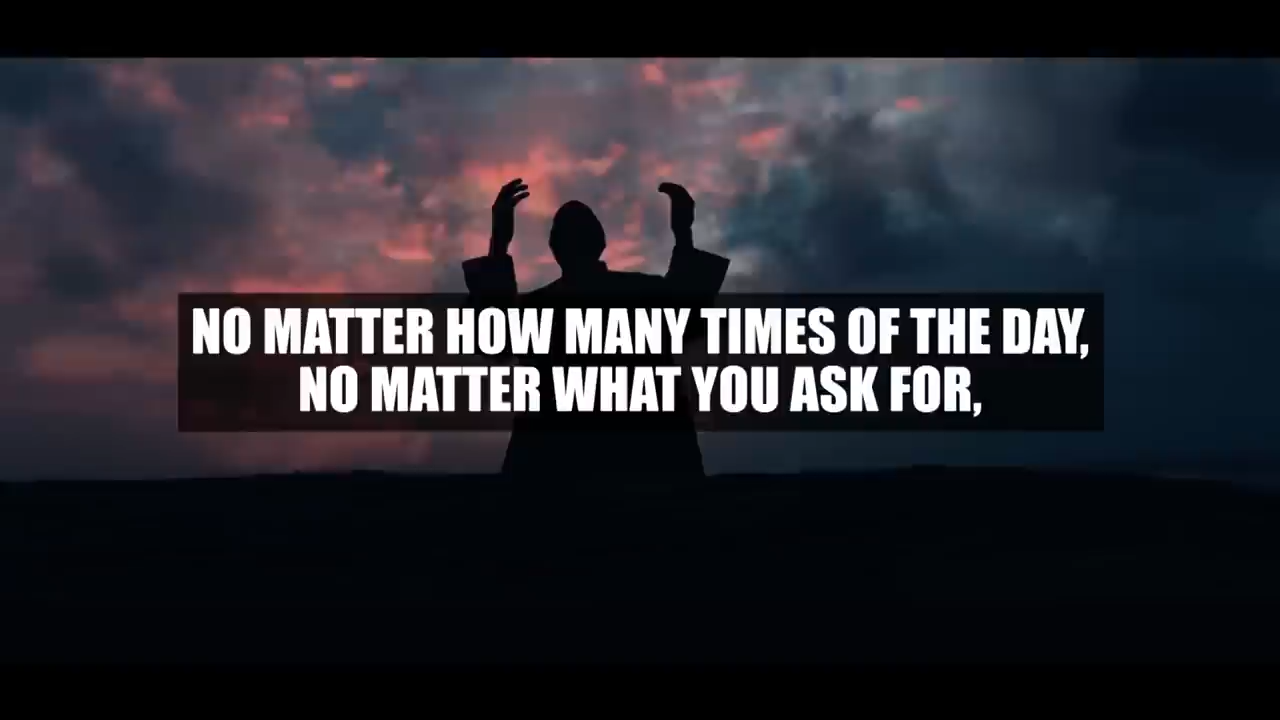 NO MATTER HOW MANY TIMES OF THE DAY,
NO MATTER WHAT YOU ASK FOR,